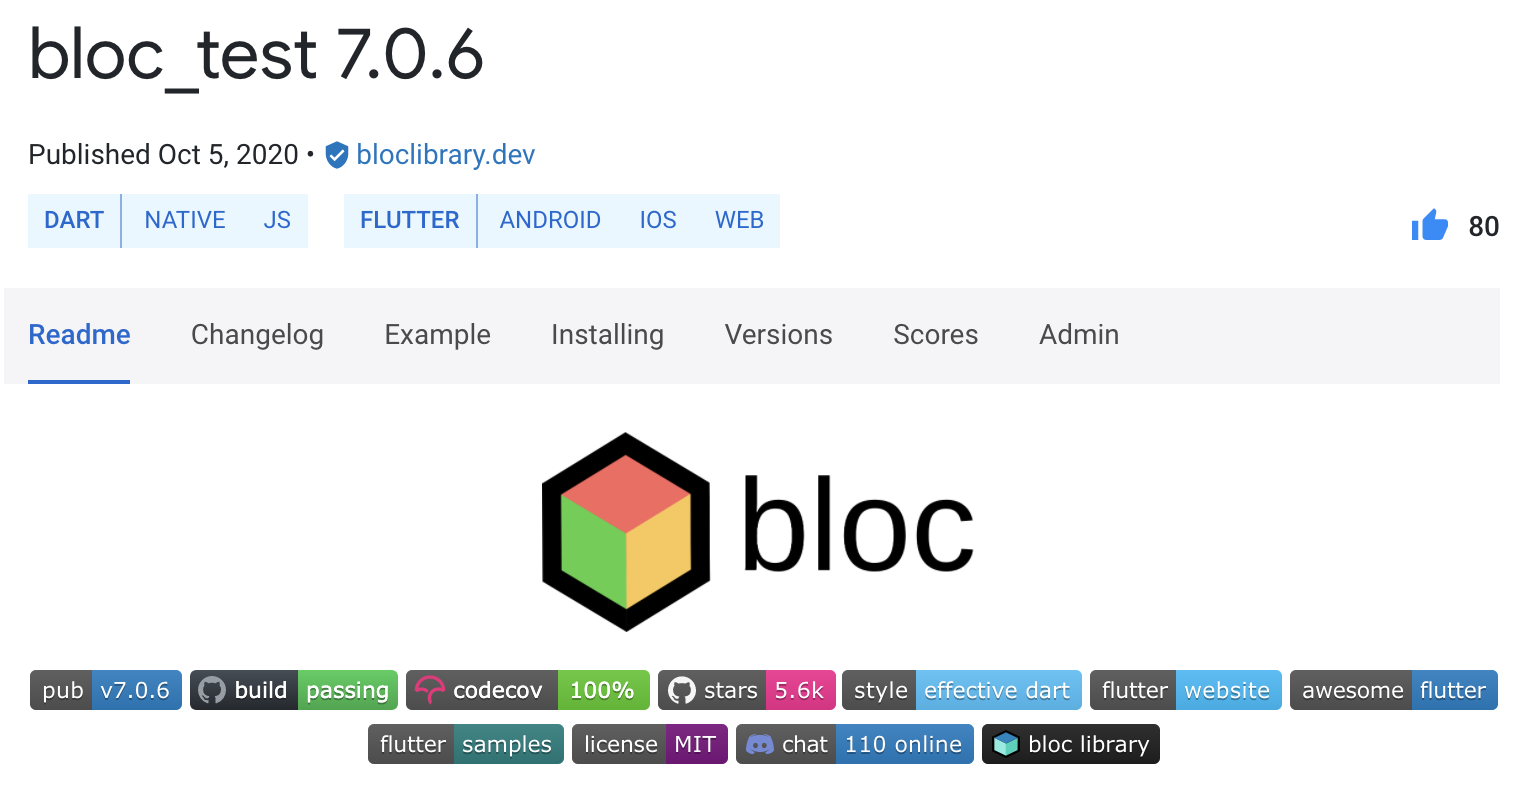 bloc_test 7.0.6
Published Oct 5, 2020 • bloclibrary.dev
DART NATIVE JS FLUTTER ANDROID IOS WEB 80
Readme Changelog Example Installing Versions Scores Admin
bloc
pub v7.0.6 build passing codecov 100% stars 5.6k style effective dart flutter website awesome flutter
flutter samples license MIT chat 110 online bloc library